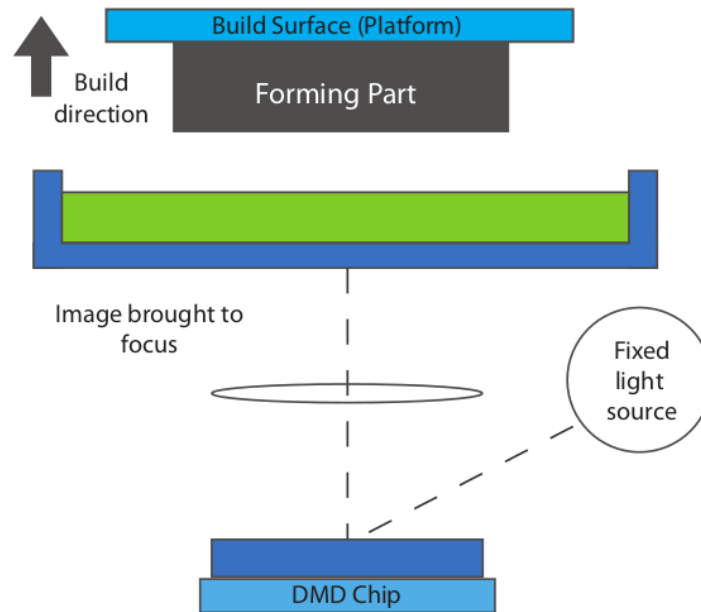 Build Surface (Platform)
Build
direction
Forming Part
Image brought to
focus
Fixed
light
source
DMD Chip